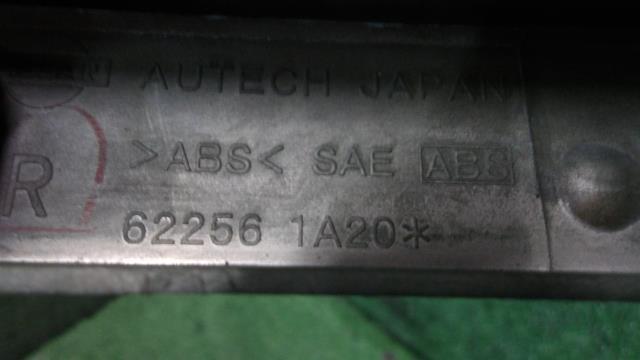 AUTECH JAPAN
>ABS< SAE ABS
R
62256 1A20*